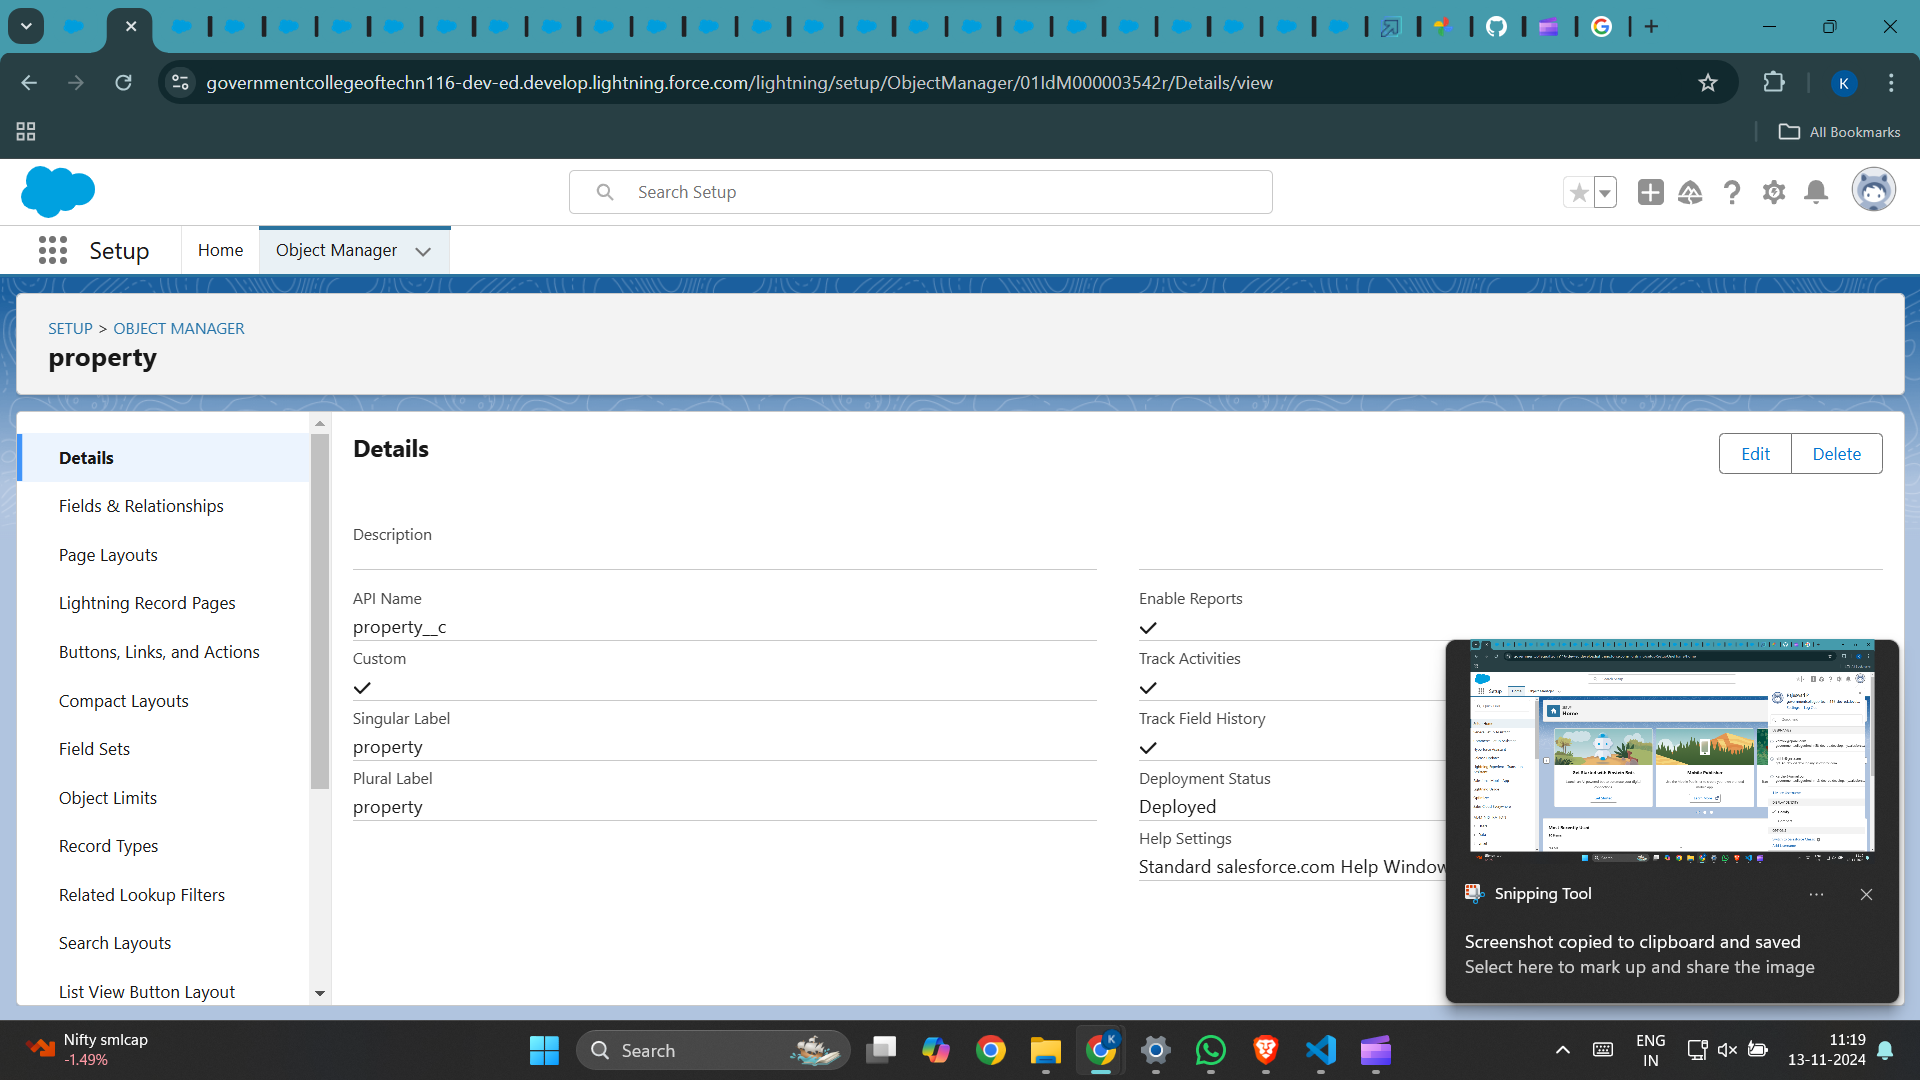 governmentcollegeoftechn116-dev-ed.develop.lightning.force.com/lightning/setup/ObjectManager/01IdM000003542r/Details/view
K
All Bookmarks
Search Setup
Setup
Home
Object Manager
SETUP > OBJECT MANAGER
property
Details
Fields & Relationships
Page Layouts
Lightning Record Pages
Buttons, Links, and Actions
Compact Layouts
Field Sets
Object Limits
Record Types
Related Lookup Filters
Search Layouts
List View Button Layout
Details
Edit
Delete
Description
API Name
property__c
Custom
Singular Label
property
Plural Label
property
Enable Reports
Track Activities
Track Field History
Deployment Status
Deployed
Help Settings
Standard salesforce.com Help Window
Snipping Tool
Screenshot copied to clipboard and saved
Select here to mark up and share the image
Nifty smlcap
-1.49%
Search
K
ENG
IN
11:19
13-11-2024